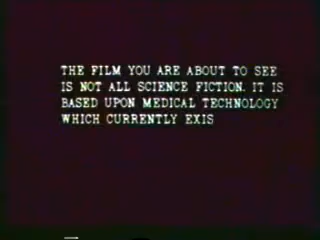 THE FILM YOU ARE ABOUT TO SEE
IS NOT ALL SCIENCE FICTION. IT IS
BASED UPON MEDICAL TECHNOLOGY
WHICH CURRENTLY EXIS